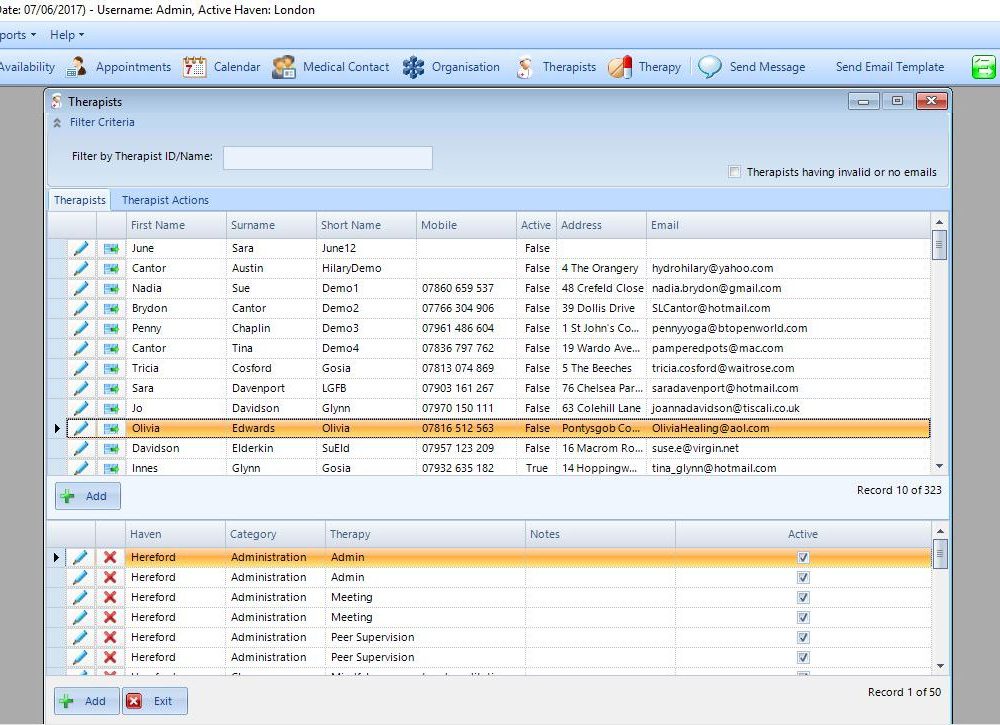 Date: 07/06/2017) - Username: Admin, Active Haven: London
ports Help
Availability Appointments Calendar Medical Contact Organisation Therapists Therapy Send Message Send Email Template
Therapists
Filter Criteria
Filter by Therapist ID/Name:
Therapists having invalid or no emails
Therapists Therapist Actions
First Name Surname Short Name Mobile Active Address Email
June Sara June12 False
Cantor Austin HilaryDemo False 4 The Orangery hydrohilary@yahoo.com
Nadia Sue Demo1 07860 659 537 False 48 Crefeld Close nadia.brydon@gmail.com
Brydon Cantor Demo2 07766 304 906 False 39 Dollis Drive SLCantor@hotmail.com
Penny Chaplin Demo3 07961 486 604 False 1 St John's Co... pennyyoga@btopenworld.com
Cantor Tina Demo4 07836 797 762 False 19 Wardo Ave... pamperedpots@mac.com
Tricia Cosford Gosia 07813 074 869 False 5 The Beeches tricia.cosford@waitrose.com
Sara Davenport LGFB 07903 161 267 False 76 Chelsea Par... saradavenport@hotmail.com
Jo Davidson Glynn 07970 150 111 False 63 Colehill Lane joannadavidson@tiscali.co.uk
Olivia Edwards Olivia 07816 512 563 False Pontysgob Co... OliviaHealing@aol.com
Davidson Elderkin SuEld 07957 123 209 False 16 Macrom Ro... suse.e@virgin.net
Innes Glynn Gosia 07932 635 182 True 14 Hoppingw... tina_glynn@hotmail.com
Add
Record 10 of 323
Haven Category Therapy Notes Active
Hereford Administration Admin
Hereford Administration Admin
Hereford Administration Meeting
Hereford Administration Meeting
Hereford Administration Peer Supervision
Hereford Administration Peer Supervision
Add Exit
Record 1 of 50